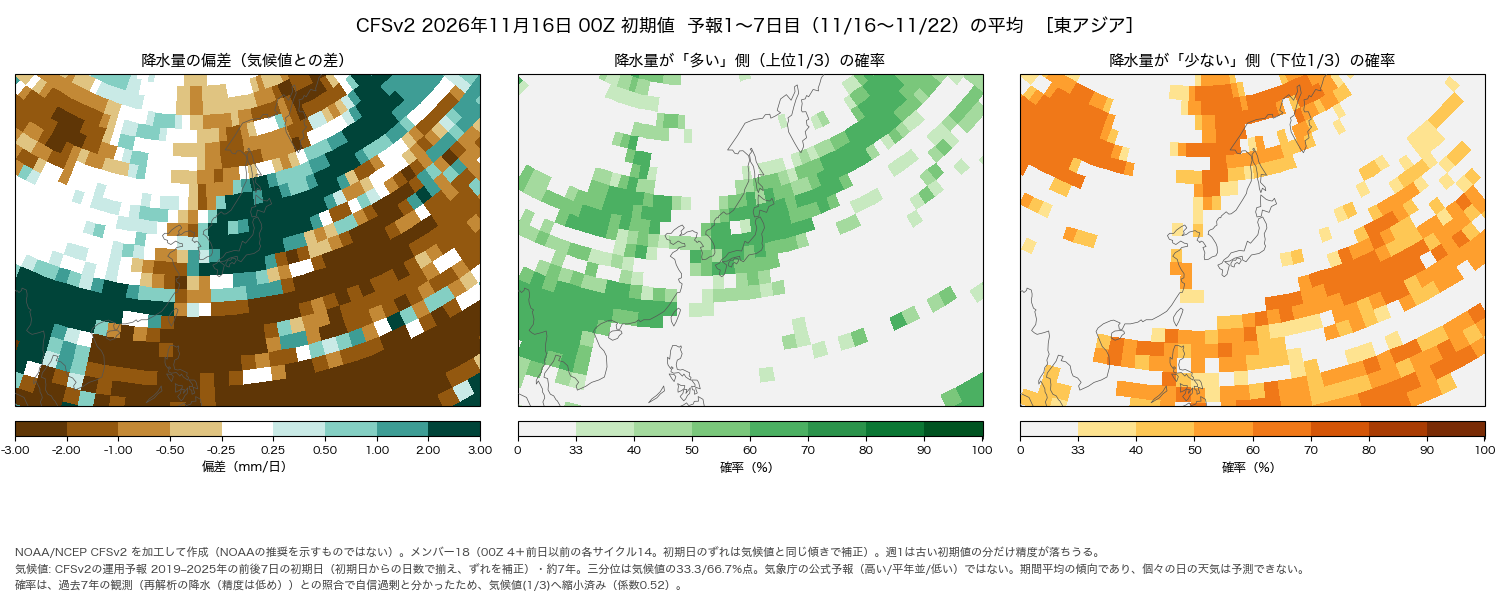 CFSv2 2026年11月16日 00Z 初期値 予報1〜7日目（11/16〜11/22）の平均 ［東アジア］
降水量の偏差（気候値との差）
降水量が「多い」側（上位1/3）の確率
降水量が「少ない」側（下位1/3）の確率
-3.00 -2.00 -1.00 -0.50 -0.25 0.25 0.50 1.00 2.00 3.00
偏差（mm/日）
0 33 40 50 60 70 80 90 100
確率（%）
0 33 40 50 60 70 80 90 100
確率（%）
NOAA/NCEP CFSv2 を加工して作成（NOAAの推奨を示すものではない）。メンバー18（00Z 4＋前日以前の各サイクル14。初期日のずれは気候値と同じ傾きで補正）。週1は古い初期値の分だけ精度が落ちうる。
気候値: CFSv2の運用予報 2019–2025年の前後7日の初期日（初期日からの日数で揃え、ずれを補正）・約7年。三分位は気候値の33.3/66.7%点。気象庁の公式予報（高い/平年並/低い）ではない。期間平均の傾向であり、個々の日の天気は予測できない。
確率は、過去7年の観測（再解析の降水（精度は低め））との照合で自信過剰と分かったため、気候値(1/3)へ縮小済み（係数0.52）。